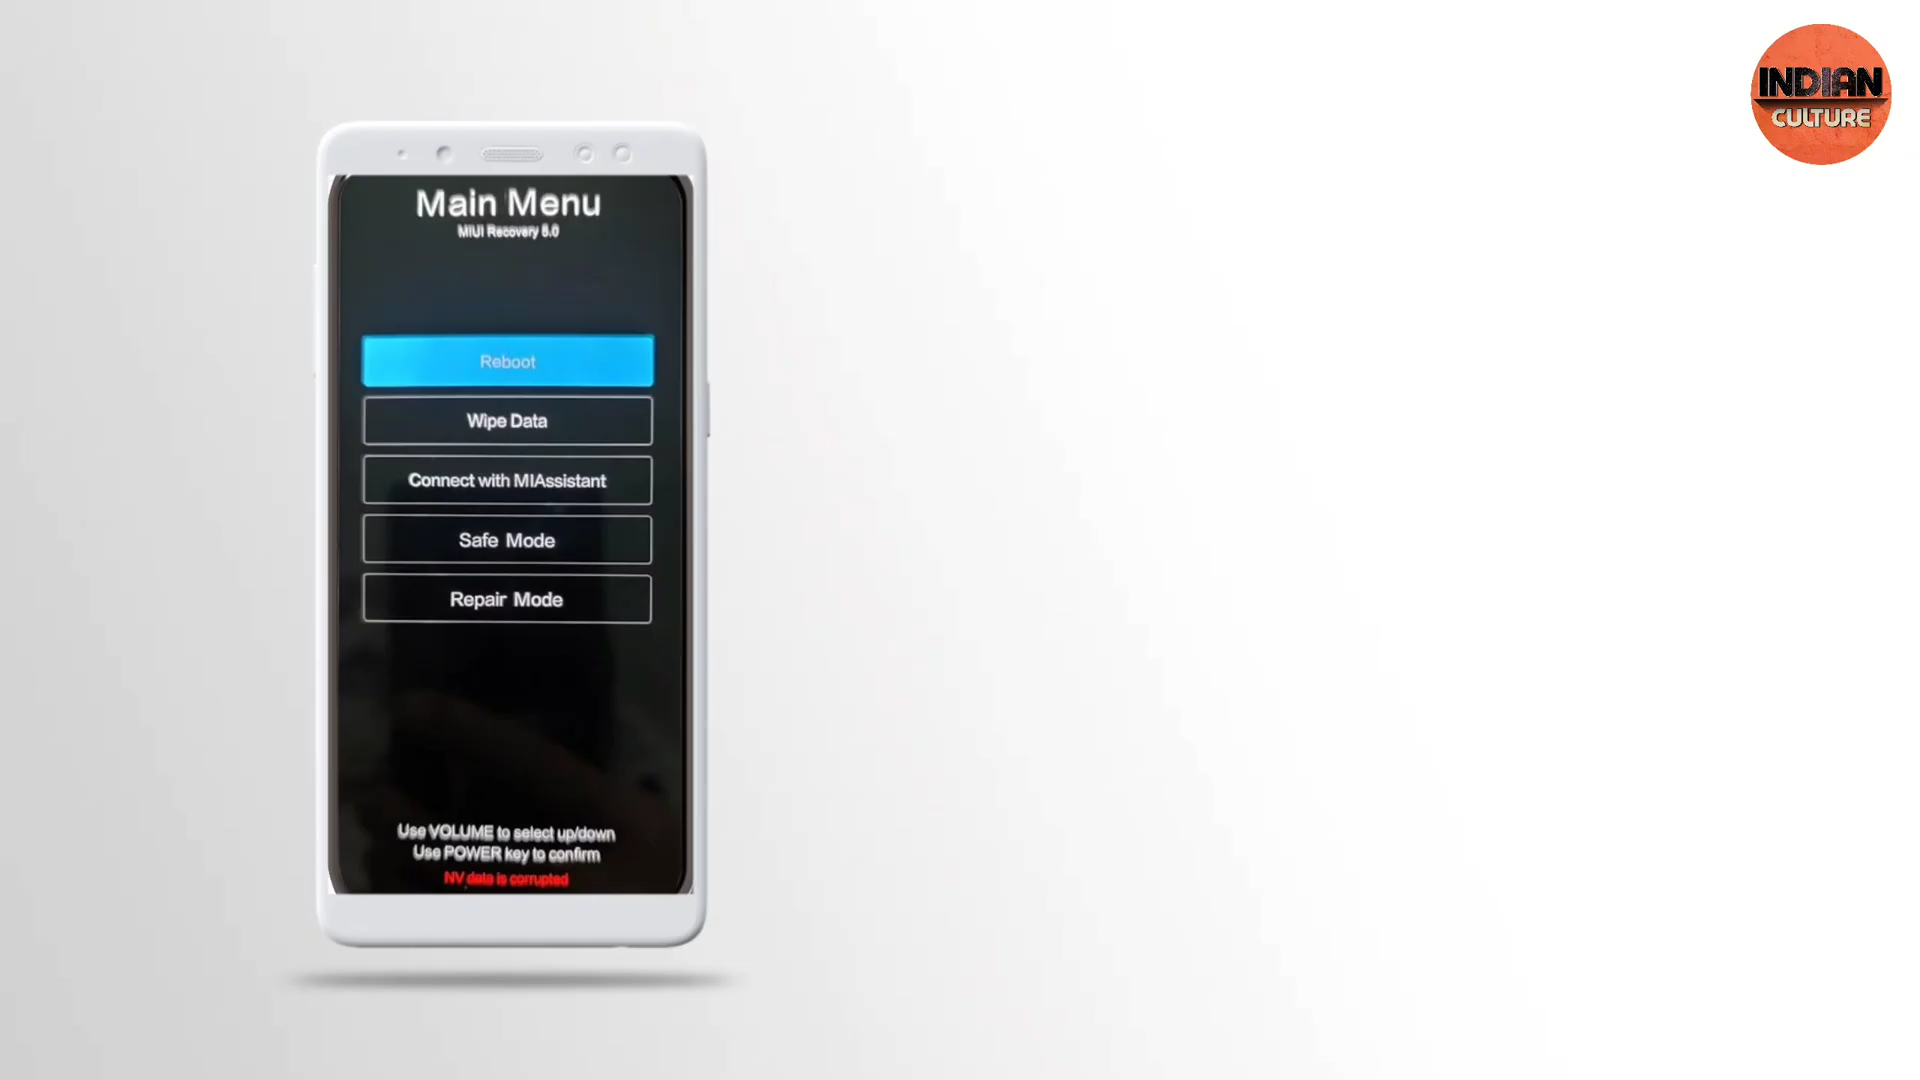 INDIAN
CULTURE
Main Menu
MIUI Recovery 5.0
Reboot
Wipe Data
Connect with MIAssistant
Safe Mode
Repair Mode
Use VOLUME to select up/down
Use POWER key to confirm
NV data is corrupted